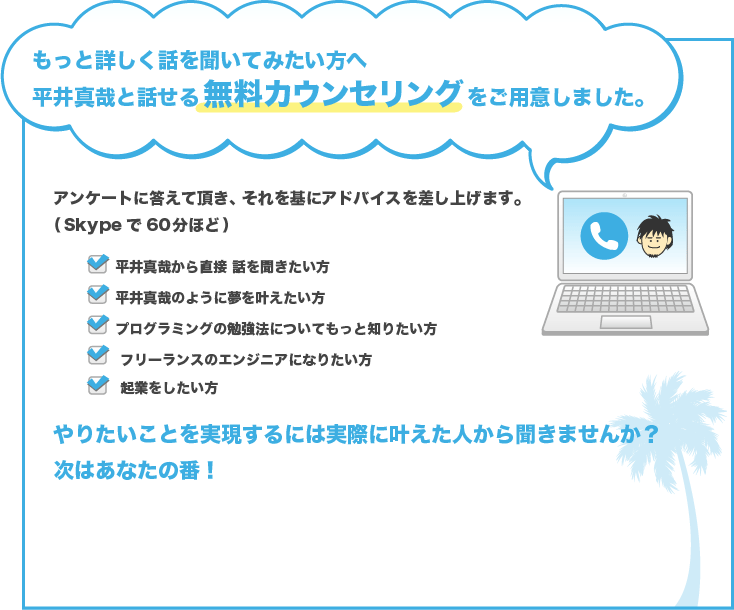 もっと詳しく話を聞いてみたい方へ
平井真哉と話せる 無料カウンセリング をご用意しました。
アンケートに答えて頂き、それを基にアドバイスを差し上げます。
（Skype で 60分ほど）
平井真哉から直接 話を聞きたい方
平井真哉のように夢を叶えたい方
プログラミングの勉強法についてもっと知りたい方
フリーランスのエンジニアになりたい方
起業をしたい方
やりたいことを実現するには実際に叶えた人から聞きませんか？
次はあなたの番！